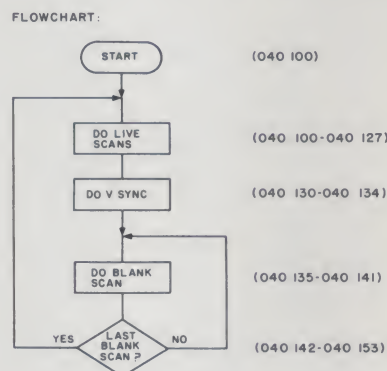 FLOWCHART:
START (040 100)
DO LIVE (040 100-040 127)
SCANS
DO V SYNC (040 130-040 134)
DO BLANK (040 135-040 141)
SCAN
YES LAST NO (040 142-040 153)
BLANK
SCAN?